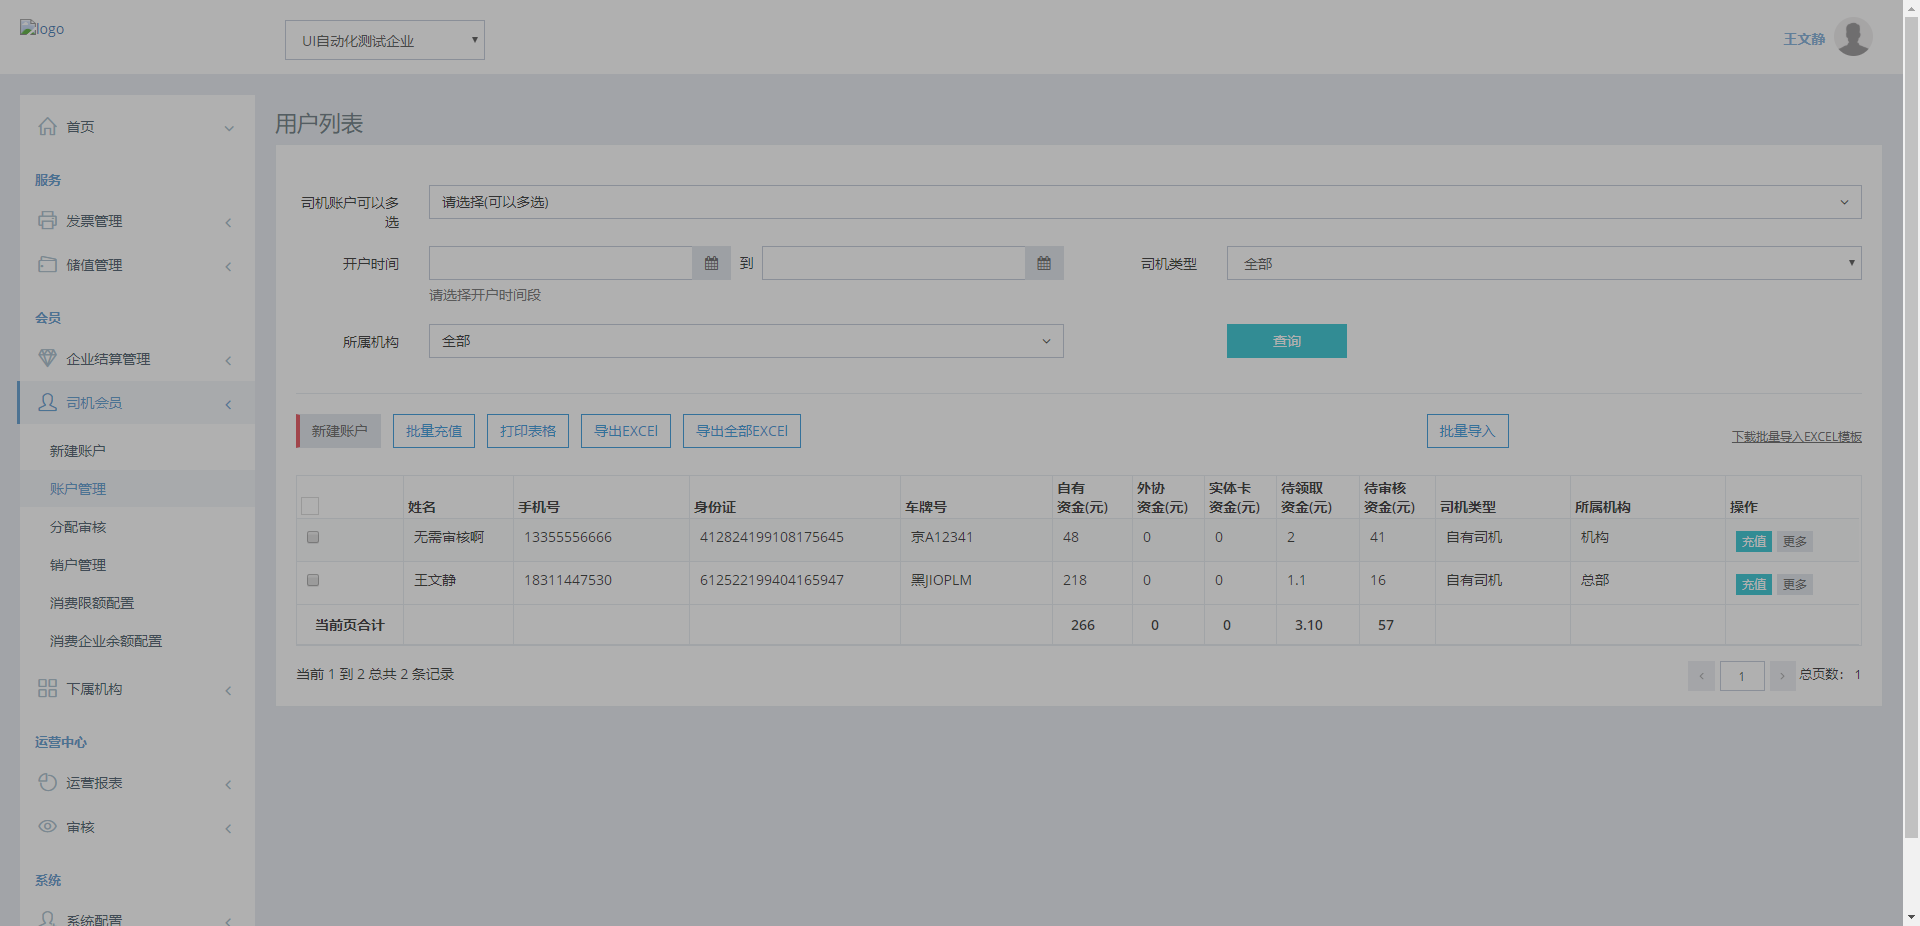 logo
UI自动化测试企业
王文静
首页
服务
发票管理
储值管理
会员
企业结算管理
司机会员
新建账户
账户管理
分配审核
销户管理
消费限额配置
消费企业余额配置
下属机构
运营中心
运营报表
审核
系统
系统配置
用户列表
司机账户可以多选
请选择(可以多选)
开户时间
到
请选择开户时间段
司机类型
全部
所属机构
全部
查询
新建账户
批量充值
打印表格
导出EXCEl
导出全部EXCEl
批量导入
下载批量导入EXCEL模板
姓名 手机号 身份证 车牌号 自有资金(元) 外协资金(元) 实体卡资金(元) 待领取资金(元) 待审核资金(元) 司机类型 所属机构 操作
无需审核啊 13355556666 412824199108175645 京A12341 48 0 0 2 41 自有司机 机构 充值 更多
王文静 18311447530 612522199404165947 黑JIOPLM 218 0 0 1.1 16 自有司机 总部 充值 更多
当前页合计 266 0 0 3.10 57
当前 1 到 2 总共 2 条记录
1
总页数： 1